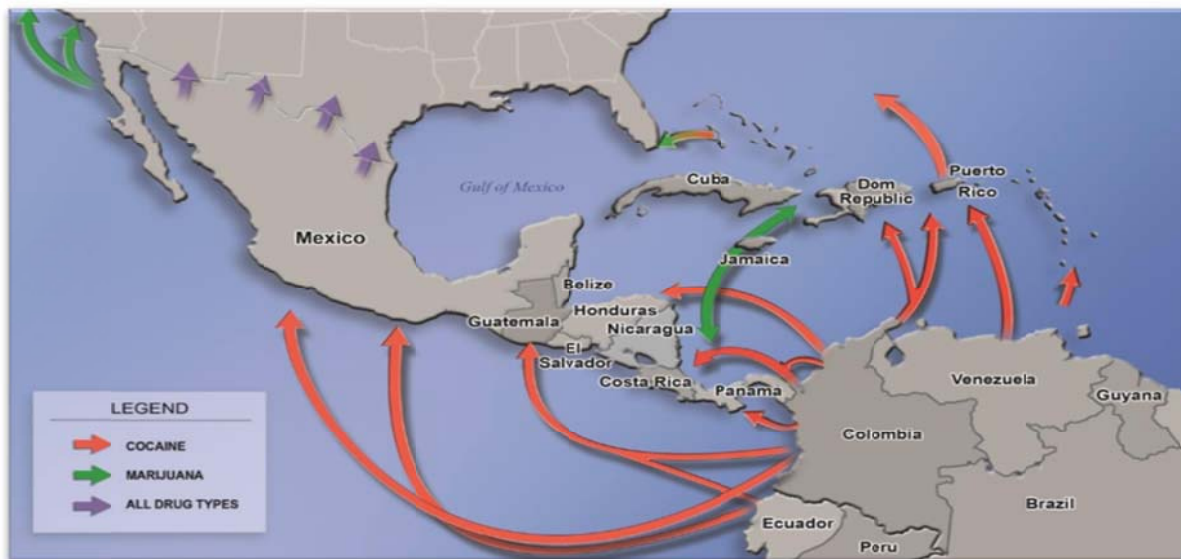 Gulf of Mexico
Mexico
Cuba
Dom
Republic
Puerto
Rico
Jamaica
Belize
Honduras
Guatemala
Nicaragua
El
Salvador
Costa Rica
Panama
Venezuela
Guyana
Colombia
Brazil
Ecuador
Peru
LEGEND
COCAINE
MARIJUANA
ALL DRUG TYPES